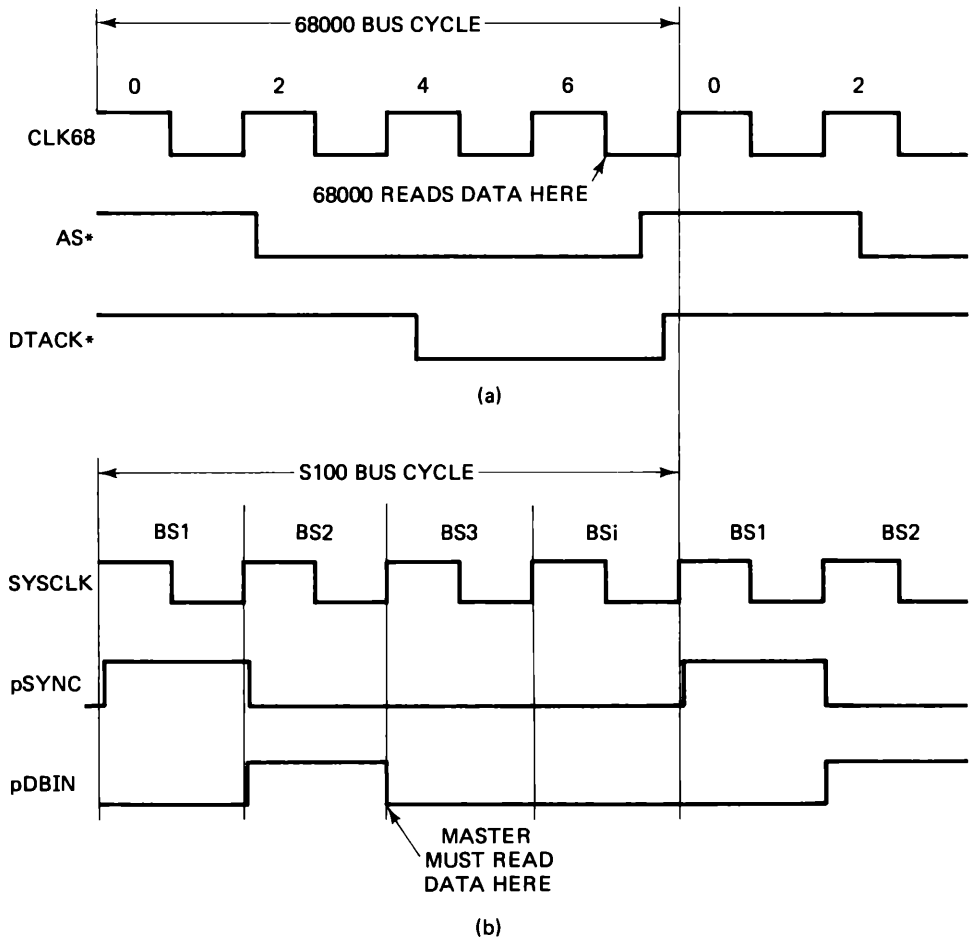 68000 BUS CYCLE
0 2 4 6 0 2
CLK68
68000 READS DATA HERE
AS*
DTACK*
(a)
S100 BUS CYCLE
BS1 BS2 BS3 BSi BS1 BS2
SYSCLK
pSYNC
pDBIN
MASTER
MUST READ
DATA HERE
(b)